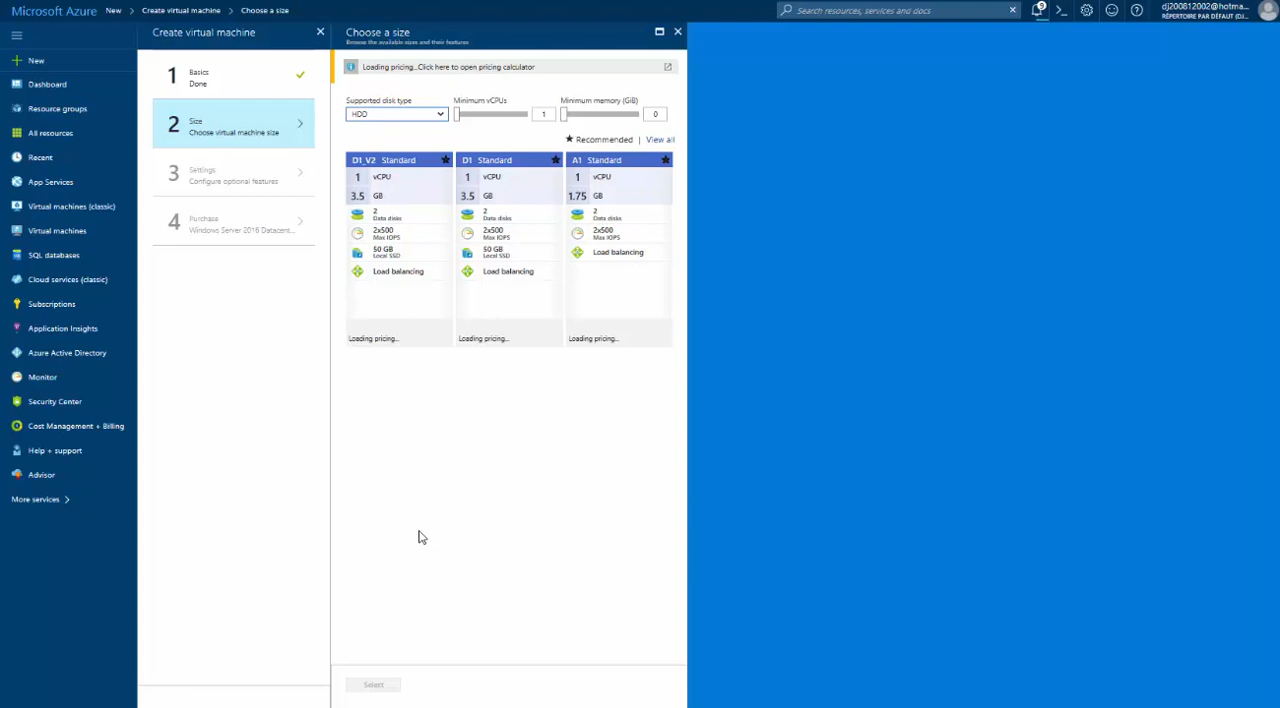 Microsoft Azure New > Create virtual machine > Choose a size
Search resources, services and docs
5
dj200812002@hotma...
RÉPERTOIRE PAR DÉFAUT (DJ...
New
Dashboard
Resource groups
All resources
Recent
App Services
Virtual machines (classic)
Virtual machines
SQL databases
Cloud services (classic)
Subscriptions
Application Insights
Azure Active Directory
Monitor
Security Center
Cost Management + Billing
Help + support
Advisor
More services >
Create virtual machine
1 Basics
Done
2 Size
Choose virtual machine size
3 Settings
Configure optional features
4 Purchase
Windows Server 2016 Datacent...
Choose a size
Browse the available sizes and their features
Loading pricing...Click here to open pricing calculator
Supported disk type
HDD
Minimum vCPUs
1
Minimum memory (GiB)
0
★ Recommended | View all
D1_V2 Standard
1 vCPU
3.5 GB
2
Data disks
2x500
Max IOPS
50 GB
Local SSD
Load balancing
Loading pricing...
D1 Standard
1 vCPU
3.5 GB
2
Data disks
2x500
Max IOPS
50 GB
Local SSD
Load balancing
Loading pricing...
A1 Standard
1 vCPU
1.75 GB
2
Data disks
2x500
Max IOPS
Load balancing
Loading pricing...
Select